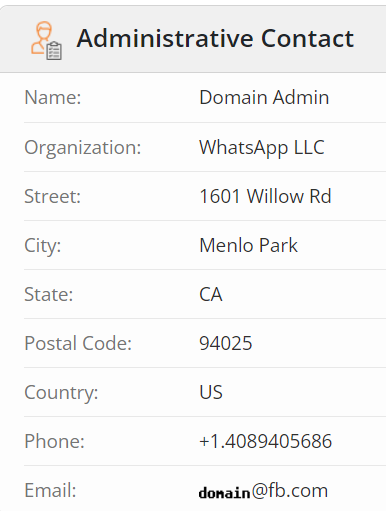 Administrative Contact
Name: Domain Admin
Organization: WhatsApp LLC
Street: 1601 Willow Rd
City: Menlo Park
State: CA
Postal Code: 94025
Country: US
Phone: +1.4089405686
Email: domain@fb.com